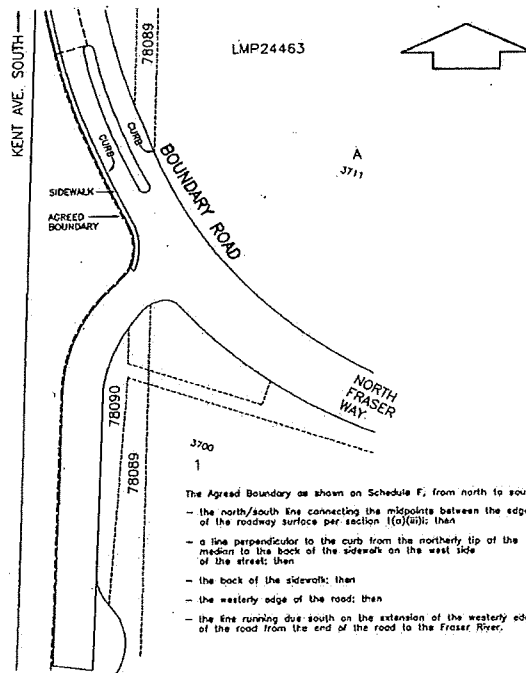 KENT AVE. SOUTH
78089
LMP24463
CURB
CURB
BOUNDARY ROAD
A
3711
SIDEWALK
AGREED
BOUNDARY
NORTH
FRASER
WAY.
78090
78089
3700
1
The Agreed Boundary as shown on Schedule F, from north to sou
- the north/south line connecting the midpoints between the edge
of the roadway surface per section 1(a)(iii); then
- a line perpendicular to the curb from the northerly tip of the
median to the back of the sidewalk on the west side
of the street; then
- the back of the sidewalk; then
- the westerly edge of the road; then
- the line running due south on the extension of the westerly edg
of the road from the end of the road to the Fraser River.